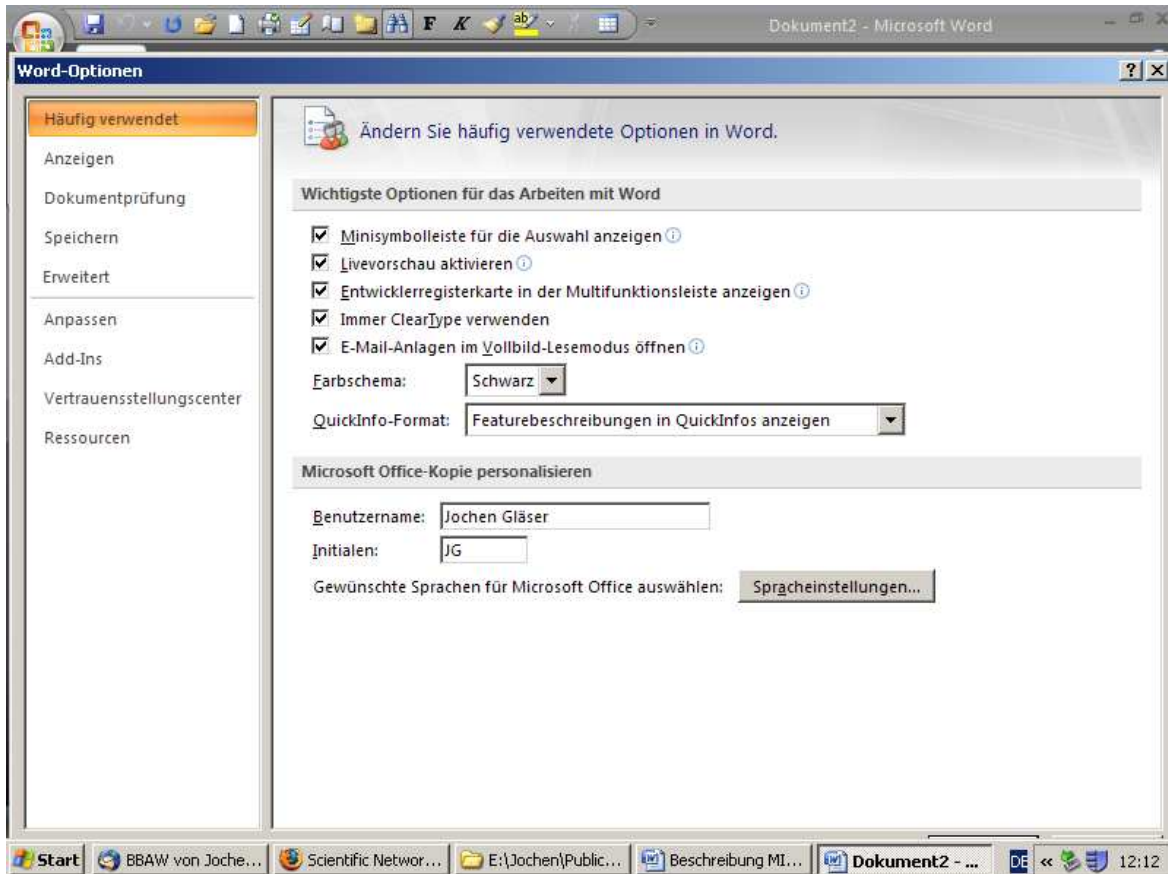 F K ab
Dokument2 - Microsoft Word
Word-Optionen
Häufig verwendet
Anzeigen
Dokumentprüfung
Speichern
Erweitert
Anpassen
Add-Ins
Vertrauensstellungscenter
Ressourcen
Ändern Sie häufig verwendete Optionen in Word.
Wichtigste Optionen für das Arbeiten mit Word
Minisymbolleiste für die Auswahl anzeigen
Livevorschau aktivieren
Entwicklerregisterkarte in der Multifunktionsleiste anzeigen
Immer ClearType verwenden
E-Mail-Anlagen im Vollbild-Lesemodus öffnen
Farbschema: Schwarz
QuickInfo-Format: Featurebeschreibungen in QuickInfos anzeigen
Microsoft Office-Kopie personalisieren
Benutzername: Jochen Gläser
Initialen: JG
Gewünschte Sprachen für Microsoft Office auswählen: Spracheinstellungen...
Start BBAW von Joche... Scientific Networ... E:\Jochen\Public... Beschreibung MI... Dokument2 - ... DE « 12:12